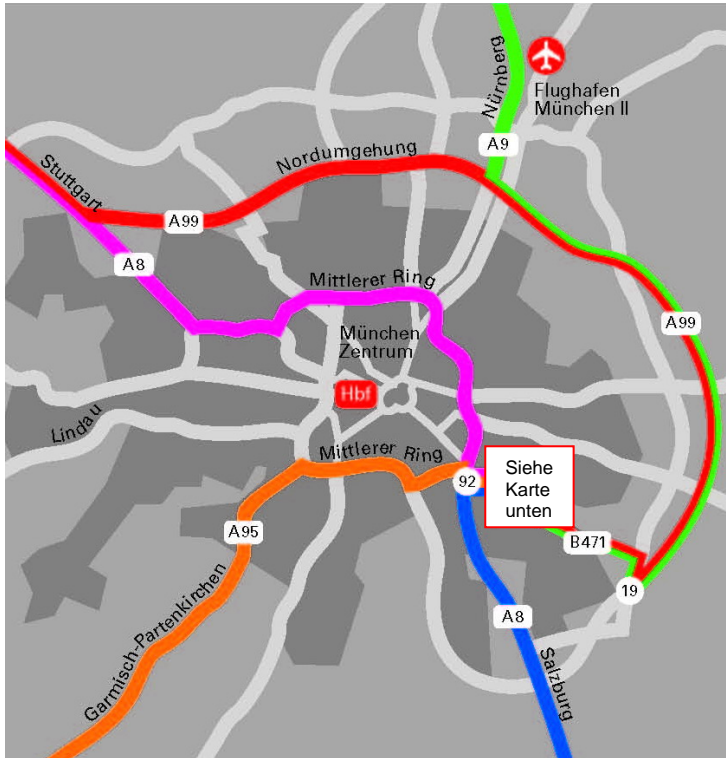 Nürnberg
Flughafen
München II
A9
Nordumgehung
Stuttgart
A99
A8
Mittlerer Ring
A99
München
Zentrum
Hbf
Lindau
Mittlerer Ring
Siehe
Karte
unten
92
A95
B471
19
A8
Garmisch-Partenkirchen
Salzburg